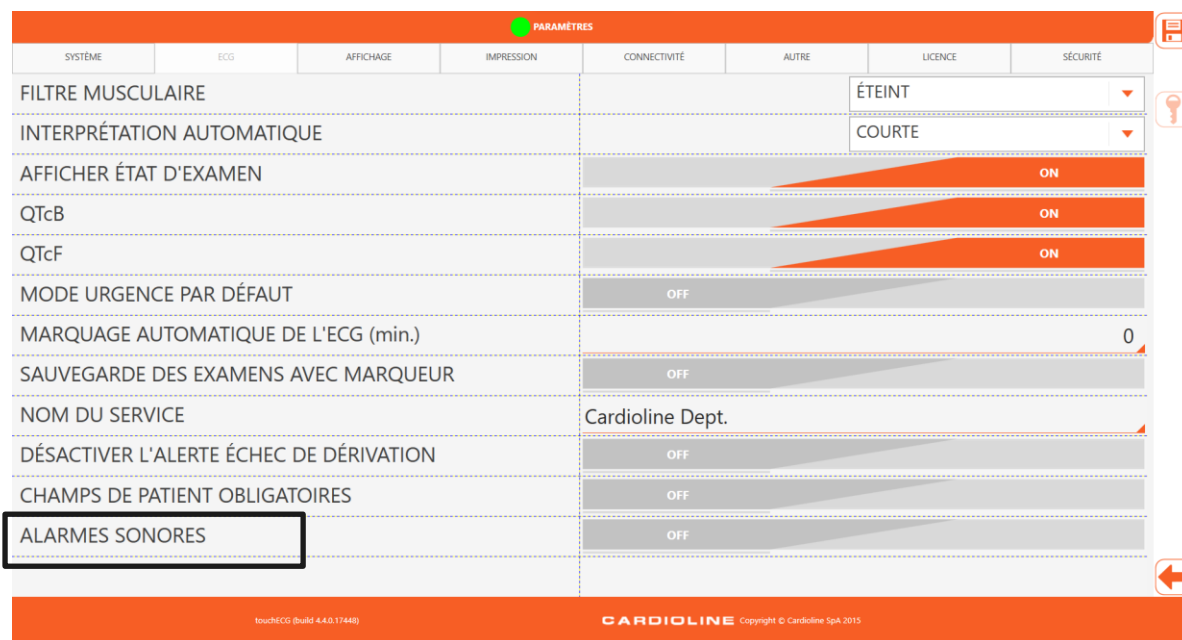 PARAMÈTRES
SYSTÈME ECG AFFICHAGE IMPRESSION CONNECTIVITÉ AUTRE LICENCE SÉCURITÉ
FILTRE MUSCULAIRE ÉTEINT
INTERPRÉTATION AUTOMATIQUE COURTE
AFFICHER ÉTAT D'EXAMEN ON
QTcB ON
QTcF ON
MODE URGENCE PAR DÉFAUT OFF
MARQUAGE AUTOMATIQUE DE L'ECG (min.) 0
SAUVEGARDE DES EXAMENS AVEC MARQUEUR OFF
NOM DU SERVICE Cardioline Dept.
DÉSACTIVER L'ALERTE ÉCHEC DE DÉRIVATION OFF
CHAMPS DE PATIENT OBLIGATOIRES OFF
ALARMES SONORES OFF
touchECG (build 4.4.0.17448) CARDIOLINE Copyright © Cardioline SpA 2015